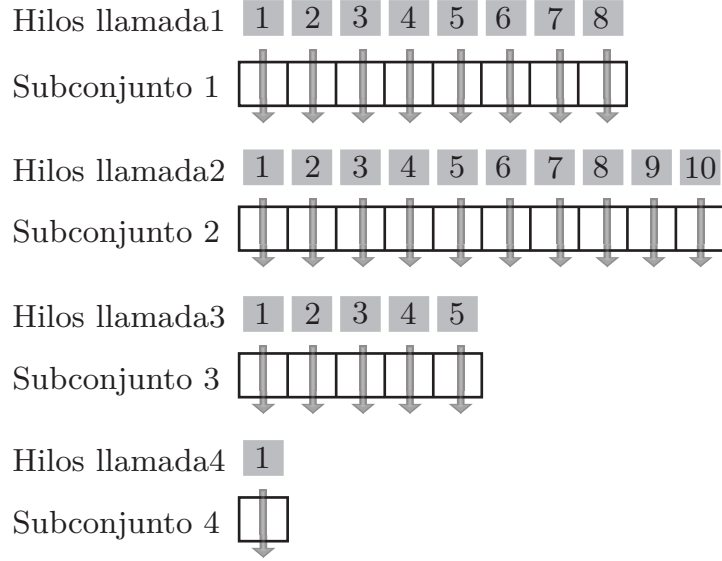 Hilos llamada1 1 2 3 4 5 6 7 8
Subconjunto 1
Hilos llamada2 1 2 3 4 5 6 7 8 9 10
Subconjunto 2
Hilos llamada3 1 2 3 4 5
Subconjunto 3
Hilos llamada4 1
Subconjunto 4